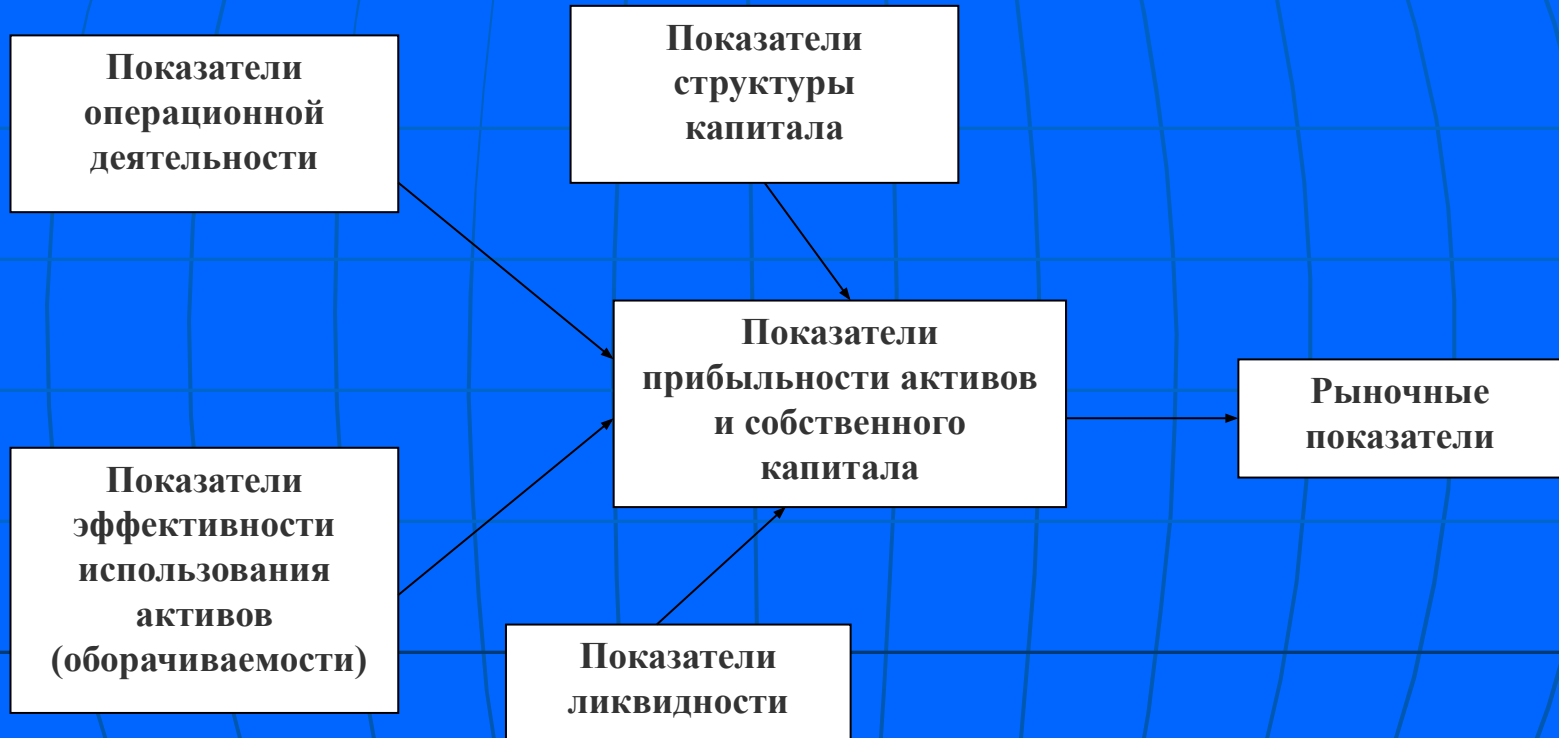 Показатели
операционной
деятельности
Показатели
структуры
капитала
Показатели
прибыльности активов
и собственного
капитала
Рыночные
показатели
Показатели
эффективности
использования
активов
(оборачиваемости)
Показатели
ликвидности